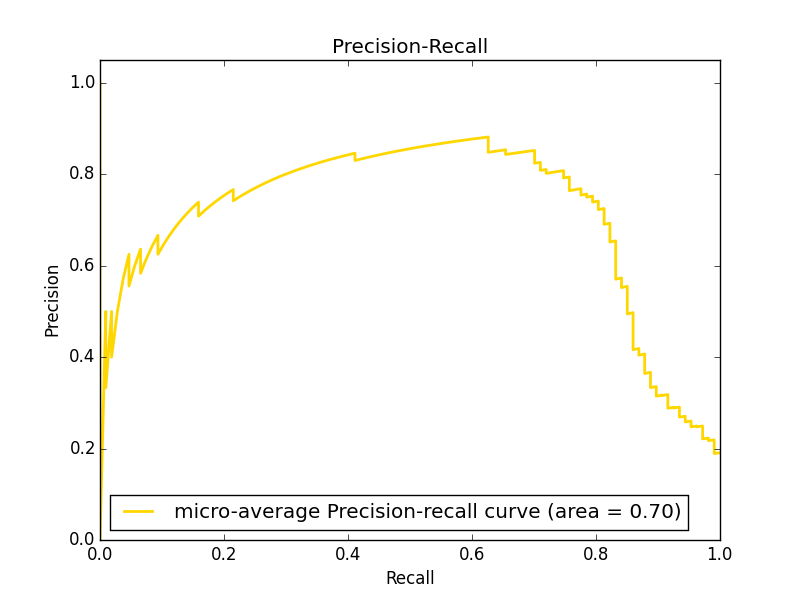 Precision-Recall
1.0
0.8
0.6
0.4
0.2
0.0
Precision
micro-average Precision-recall curve (area = 0.70)
0.0 0.2 0.4 0.6 0.8 1.0
Recall